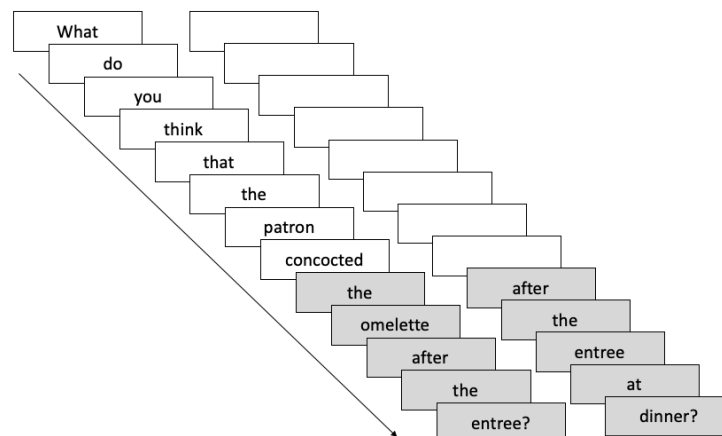 What
do
you
think
that
the
patron
concocted
the
omelette
after
the
entree?
after
the
entree
at
dinner?